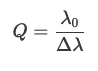 Q = λ₀ / Δλ